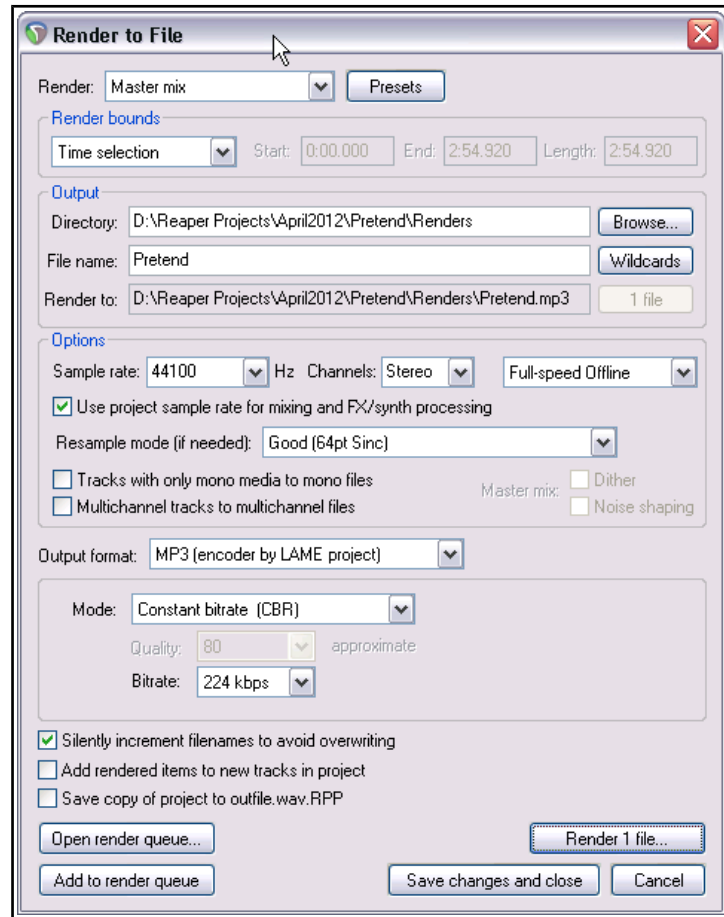 Render to File
Render: Master mix Presets
Render bounds
Time selection Start: 0:00.000 End: 2:54.920 Length: 2:54.920
Output
Directory: D:\Reaper Projects\April2012\Pretend\Renders Browse...
File name: Pretend Wildcards
Render to: D:\Reaper Projects\April2012\Pretend\Renders\Pretend.mp3 1 file
Options
Sample rate: 44100 Hz Channels: Stereo Full-speed Offline
Use project sample rate for mixing and FX/synth processing
Resample mode (if needed): Good (64pt Sinc)
Tracks with only mono media to mono files
Master mix: Dither
Multichannel tracks to multichannel files
Noise shaping
Output format: MP3 (encoder by LAME project)
Mode: Constant bitrate (CBR)
Quality: 80 approximate
Bitrate: 224 kbps
Silently increment filenames to avoid overwriting
Add rendered items to new tracks in project
Save copy of project to outfile.wav.RPP
Open render queue... Render 1 file...
Add to render queue Save changes and close Cancel